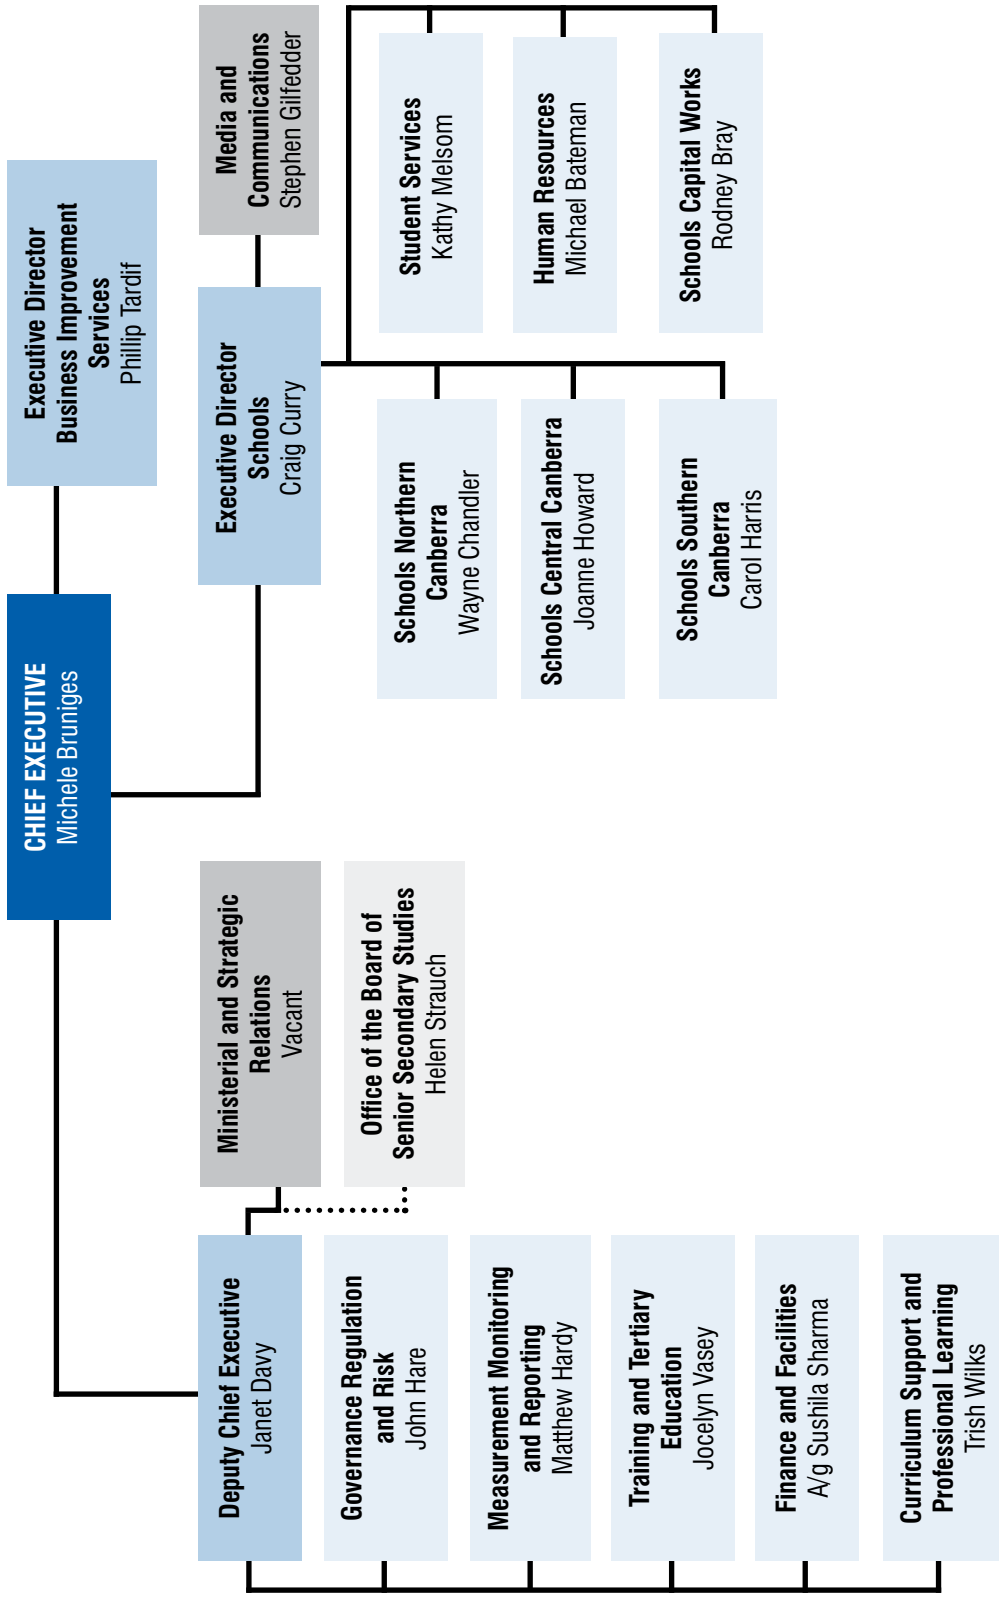 CHIEF EXECUTIVE
Michele Bruniges
Executive Director
Business Improvement
Services
Phillip Tardif
Deputy Chief Executive
Janet Davy
Ministerial and Strategic
Relations
Vacant
Office of the Board of
Senior Secondary Studies
Helen Strauch
Governance Regulation
and Risk
John Hare
Measurement Monitoring
and Reporting
Matthew Hardy
Training and Tertiary
Education
Jocelyn Vasey
Finance and Facilities
A/g Sushila Sharma
Curriculum Support and
Professional Learning
Trish Wilks
Executive Director
Schools
Craig Curry
Media and
Communications
Stephen Gilfedder
Schools Northern
Canberra
Wayne Chandler
Schools Central Canberra
Joanne Howard
Schools Southern
Canberra
Carol Harris
Student Services
Kathy Melsom
Human Resources
Michael Bateman
Schools Capital Works
Rodney Bray